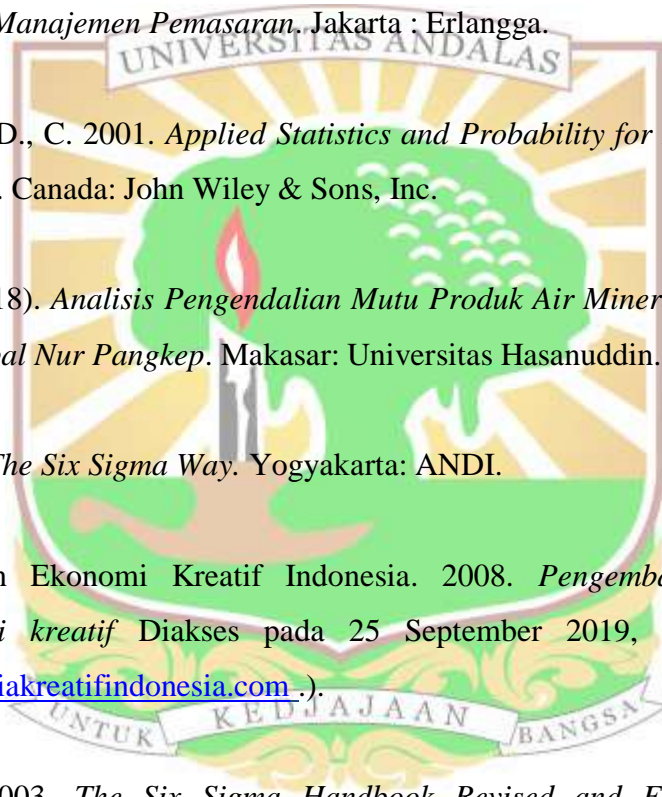 Manajemen Pemasaran. Jakarta : Erlangga.
UNIVERSITAS ANDALAS
D., C. 2001. Applied Statistics and Probability for
. Canada: John Wiley & Sons, Inc.
18). Analisis Pengendalian Mutu Produk Air Miner
bal Nur Pangkep. Makasar: Universitas Hasanuddin.
The Six Sigma Way. Yogyakarta: ANDI.
n Ekonomi Kreatif Indonesia. 2008. Pengemba
i kreatif Diakses pada 25 September 2019,
iakreatifindonesia.com .).
UNTUK KEDJAJAAN BANGSA
003. The Six Sigma Handbook Revised and E